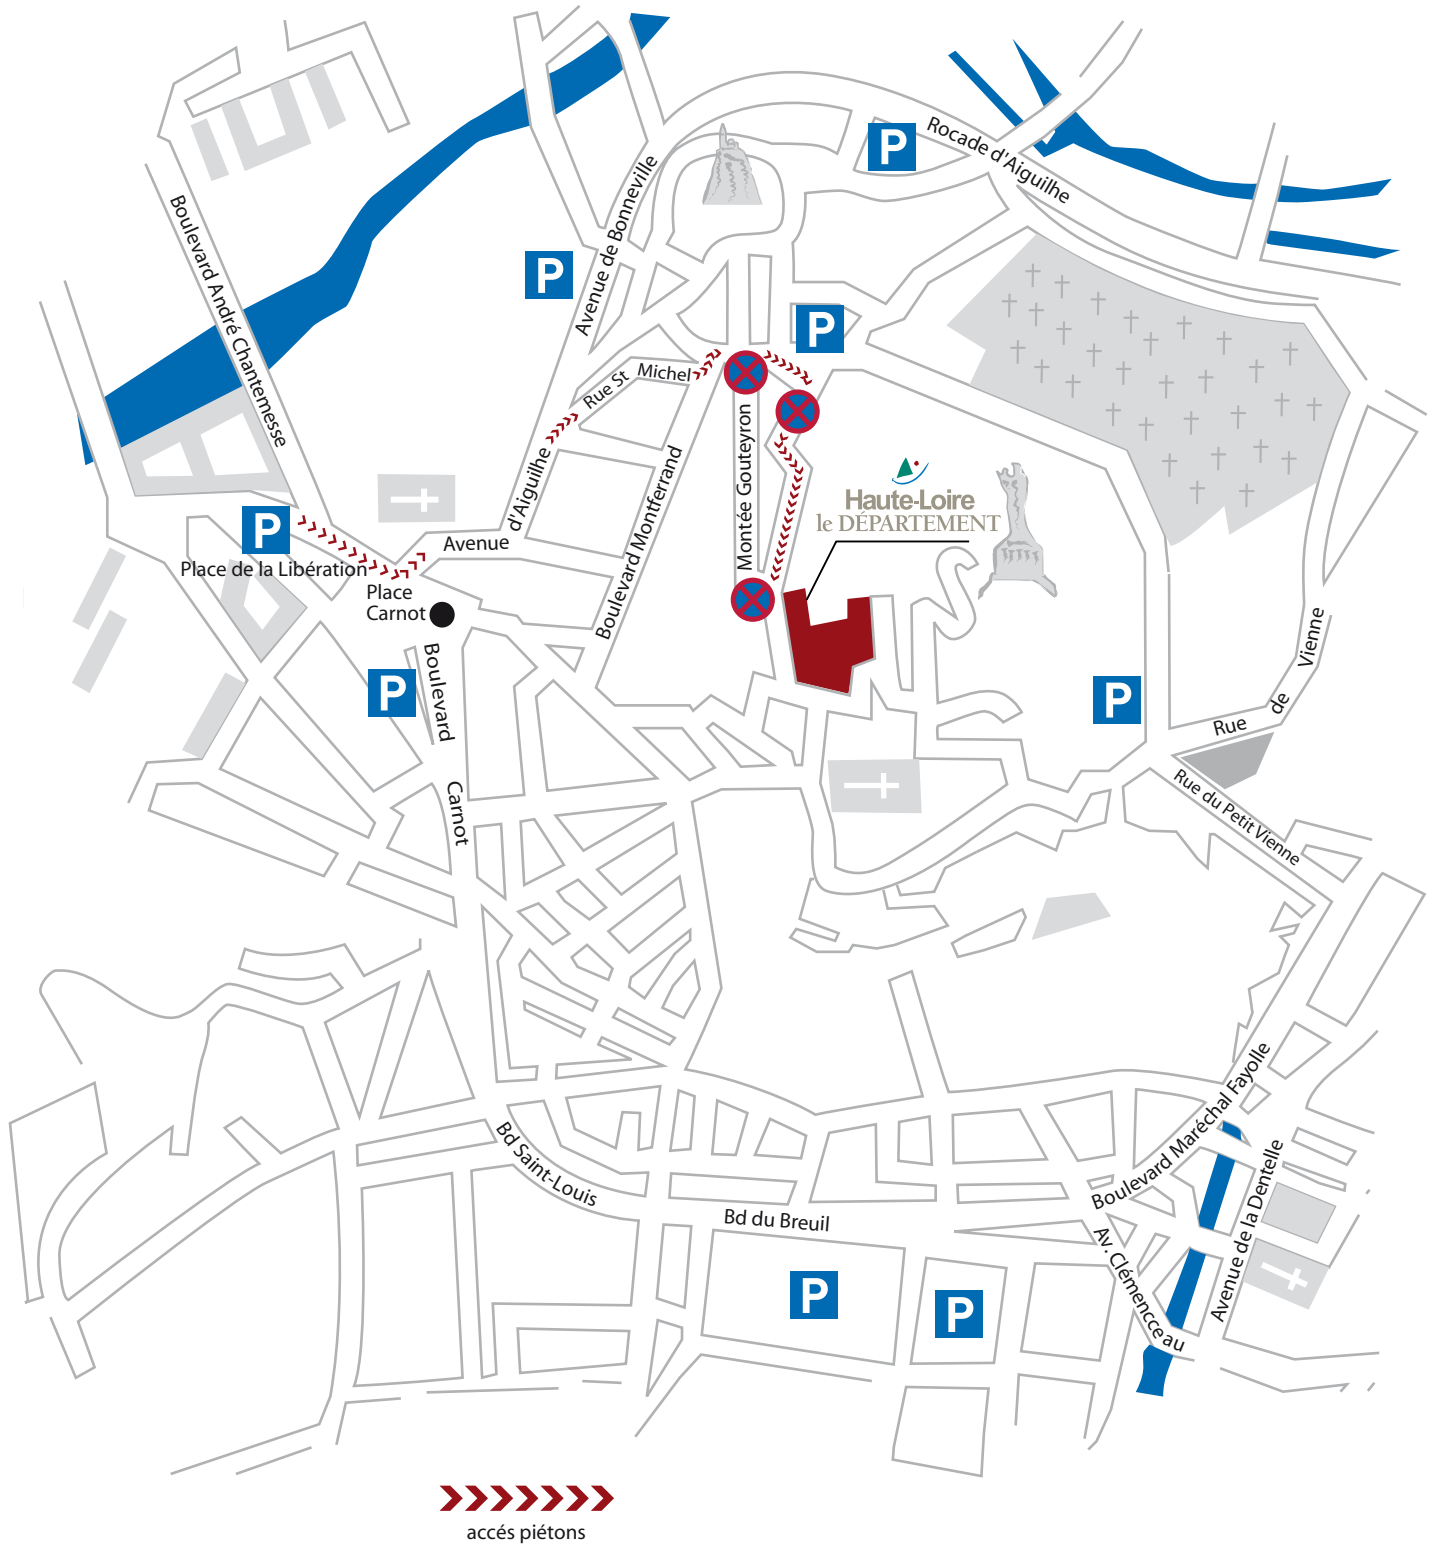 P
Rocade d'Aiguilhe
Avenue de Bonneville
P
Boulevard André Chantemesse
P
Rue St Michel
d'Aiguilhe
Avenue
Boulevard Montferrand
Montée Gouteyron
Haute-Loire
le DÉPARTEMENT
P
Place de la Libération
Place
Carnot
Boulevard
Carnot
P
P
Vienne
de
Rue
Rue du Petit Vienne
Boulevard Maréchal Fayolle
Bd Saint-Louis
Bd du Breuil
Av. Clémencceau
Avenue de la Dentelle
P
P
accés piétons